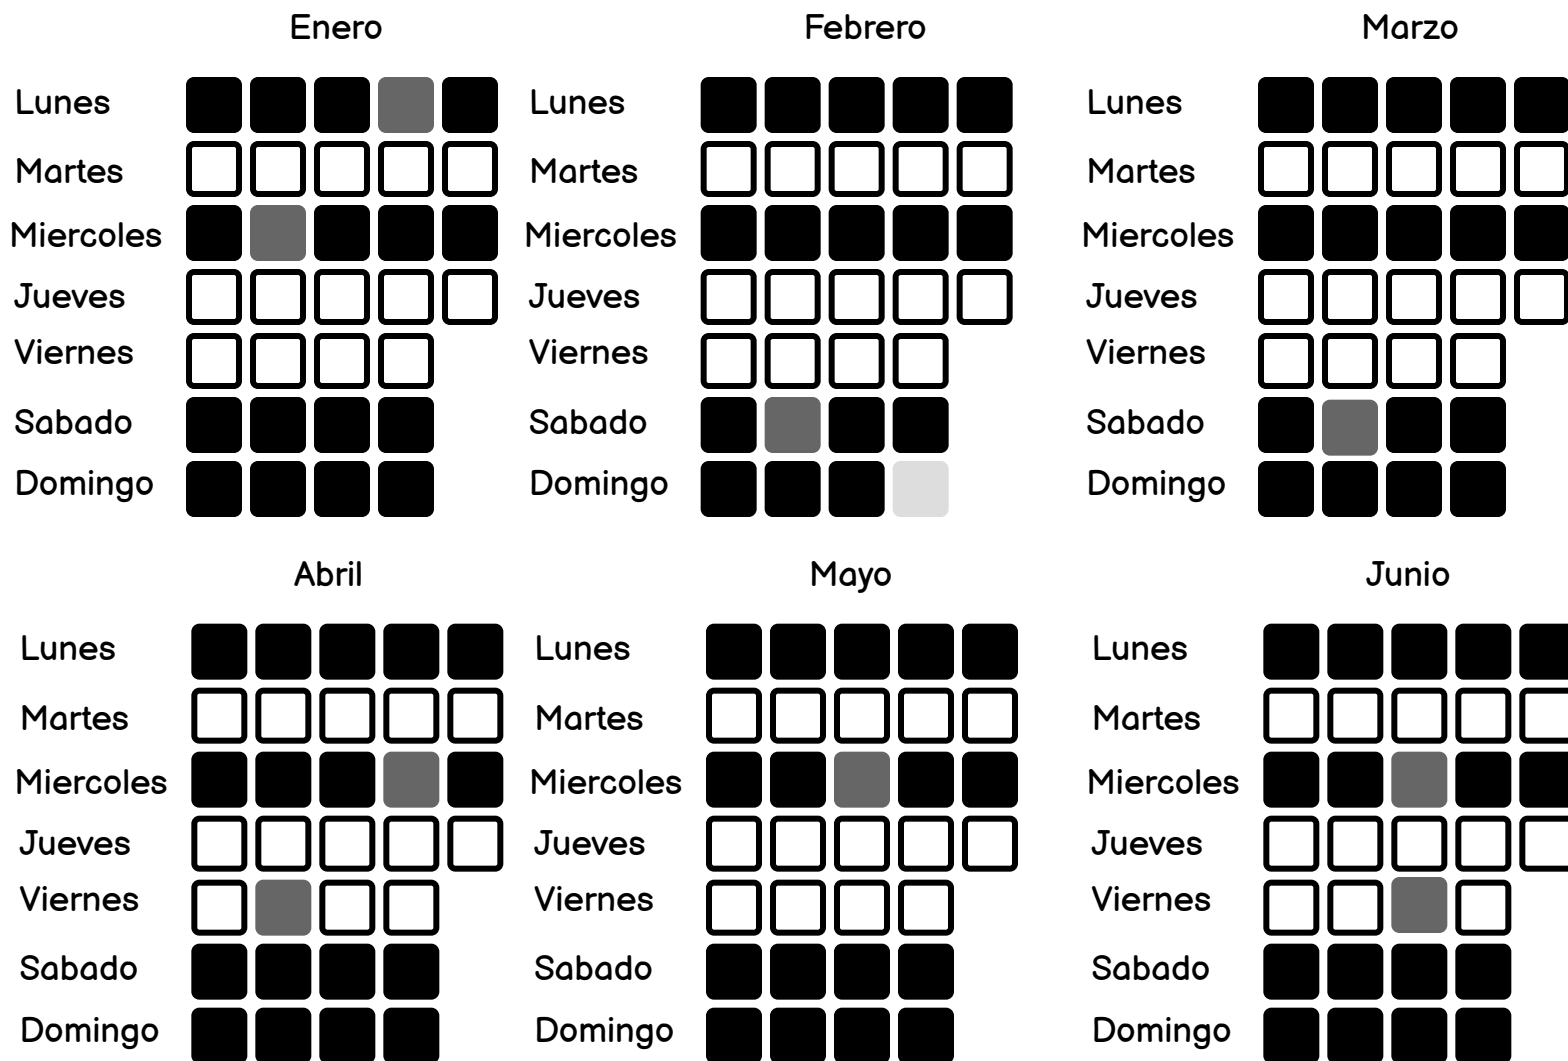 Enero
Lunes
Martes
Miercoles
Jueves
Viernes
Sabado
Domingo
Febrero
Lunes
Martes
Miercoles
Jueves
Viernes
Sabado
Domingo
Marzo
Lunes
Martes
Miercoles
Jueves
Viernes
Sabado
Domingo
Abril
Lunes
Martes
Miercoles
Jueves
Viernes
Sabado
Domingo
Mayo
Lunes
Martes
Miercoles
Jueves
Viernes
Sabado
Domingo
Junio
Lunes
Martes
Miercoles
Jueves
Viernes
Sabado
Domingo